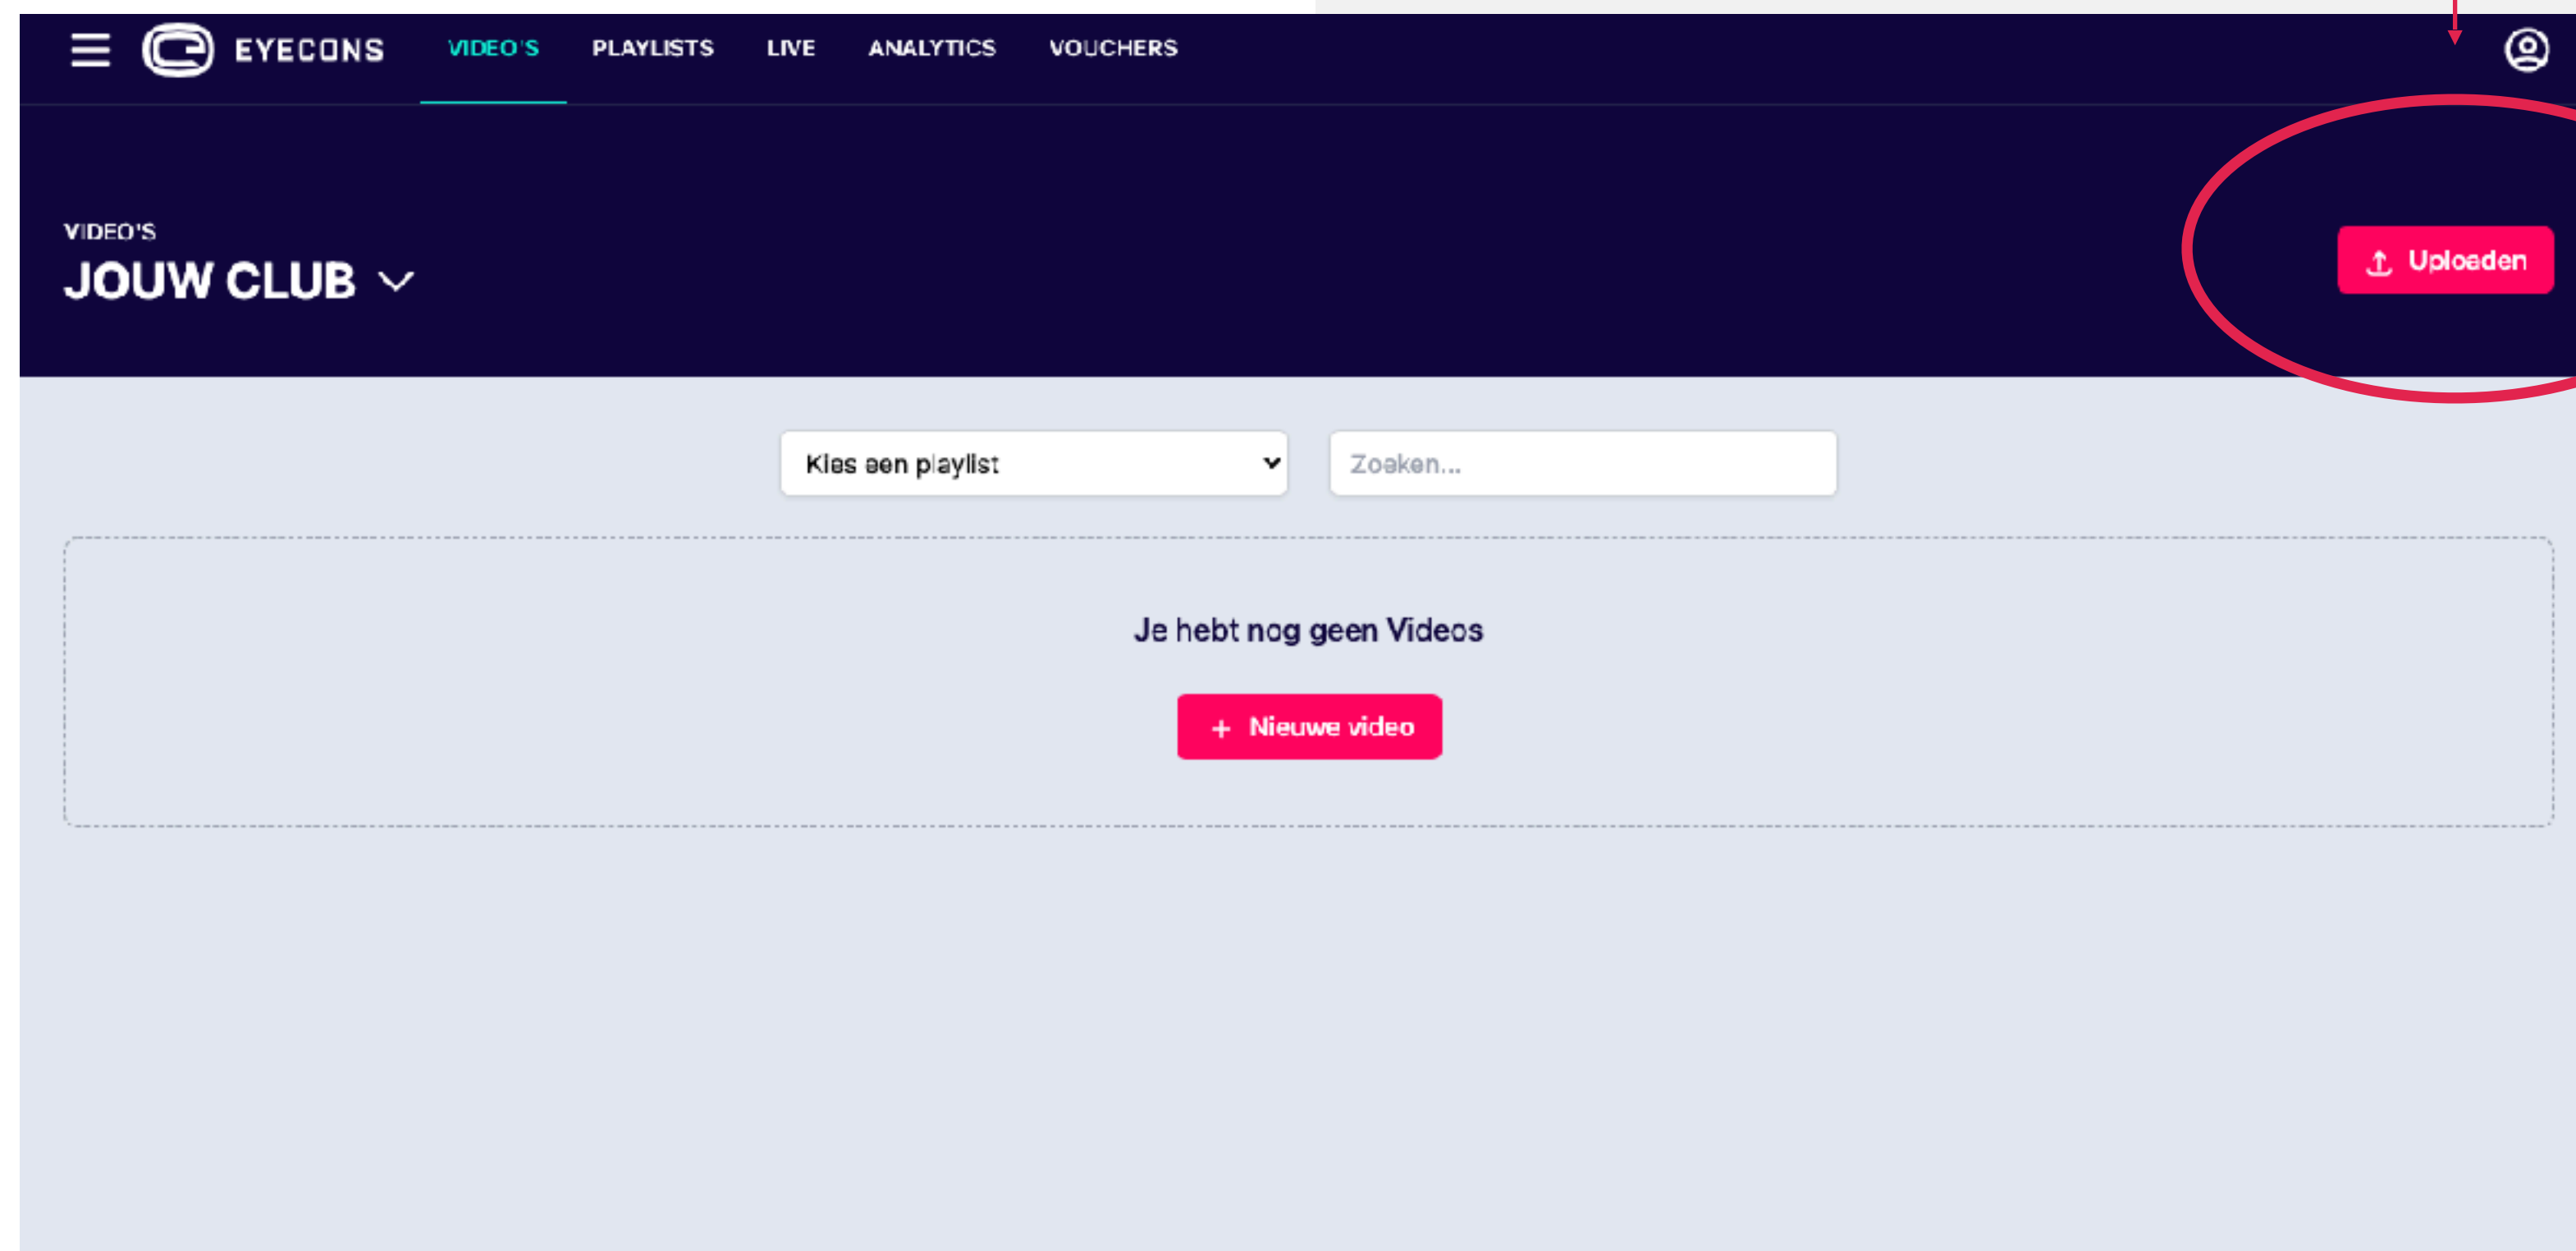 EYECONS VIDEO'S PLAYLISTS LIVE ANALYTICS VOUCHERS
VIDEO'S
JOUW CLUB
Uploaden
Kies een playlist
Zoeken...
Je hebt nog geen Videos
+ Nieuwe video